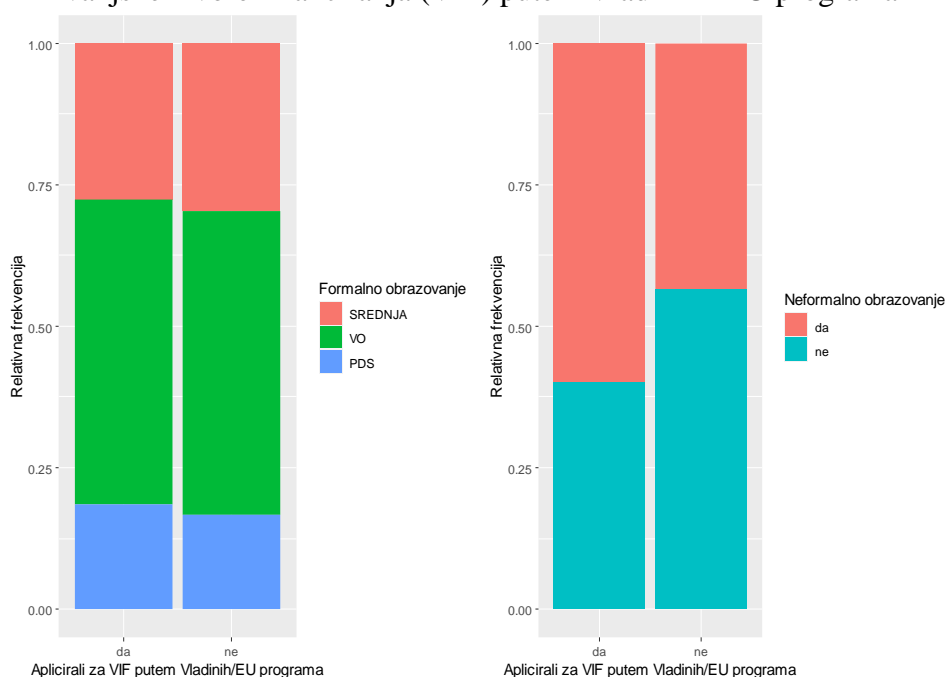 1.00
0.75
0.50
0.25
0.00
Relativna frekvencija
da
ne
Aplicirali za VIF putem Vladinih/EU programa
Formalno obrazovanje
SREDNJA
VO
PDS
1.00
0.75
0.50
0.25
0.00
Relativna frekvencija
da
ne
Aplicirali za VIF putem Vladinih/EU programa
Neformalno obrazovanje
da
ne